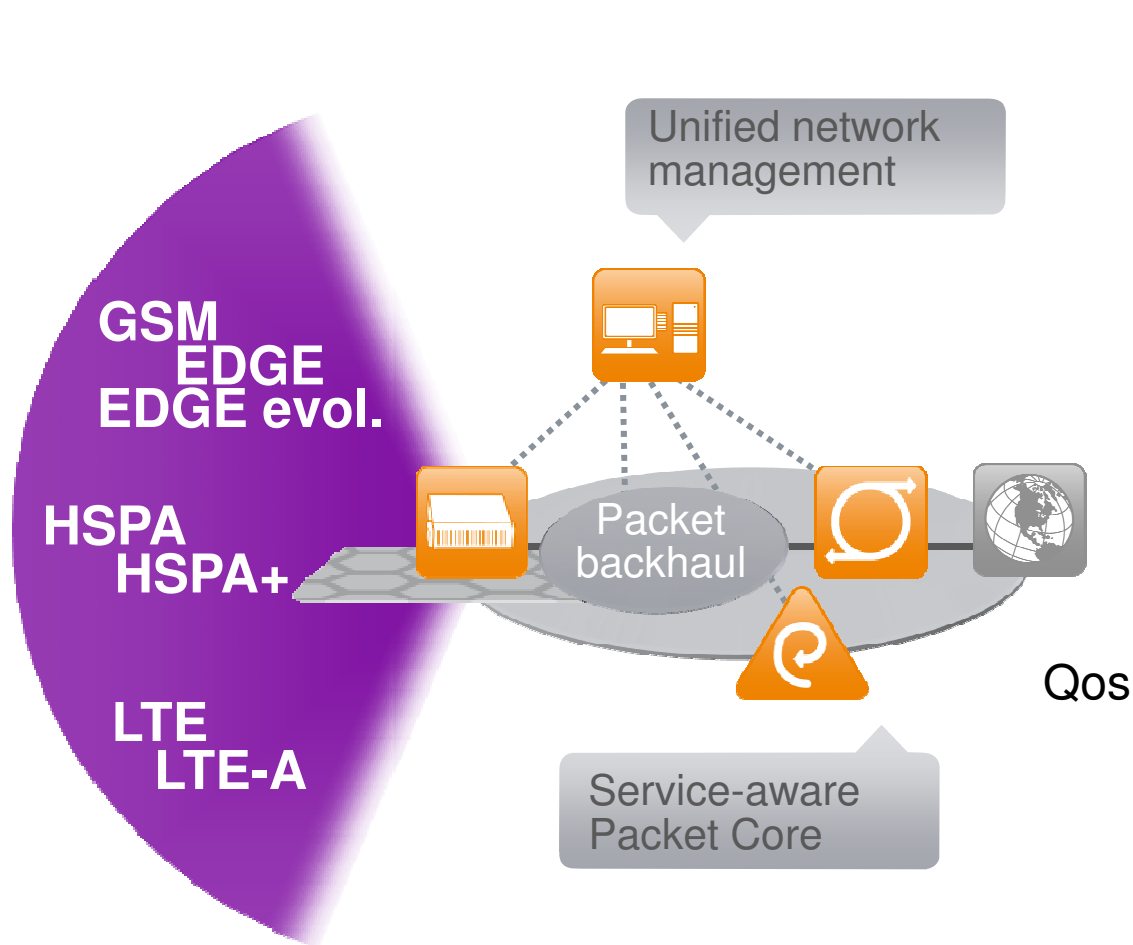 Unified network
management
GSM
EDGE
EDGE evol.
HSPA
HSPA+
Packet
backhaul
LTE
LTE-A
Qos
Service-aware
Packet Core